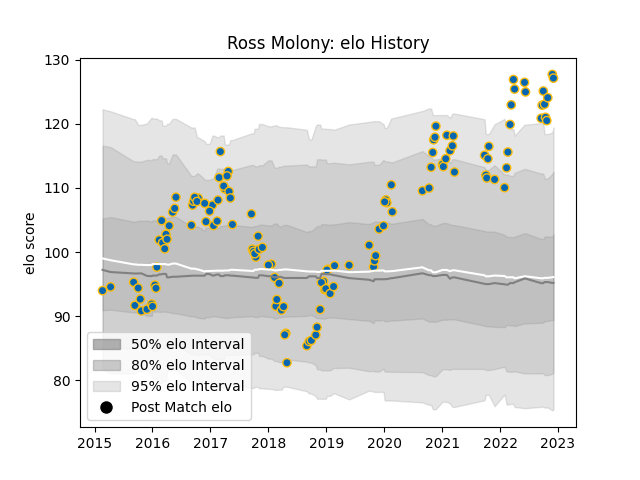 Ross Molony: elo History
elo score
130
120
110
100
90
80
50% elo Interval
80% elo Interval
95% elo Interval
Post Match elo
2015 2016 2017 2018 2019 2020 2021 2022 2023